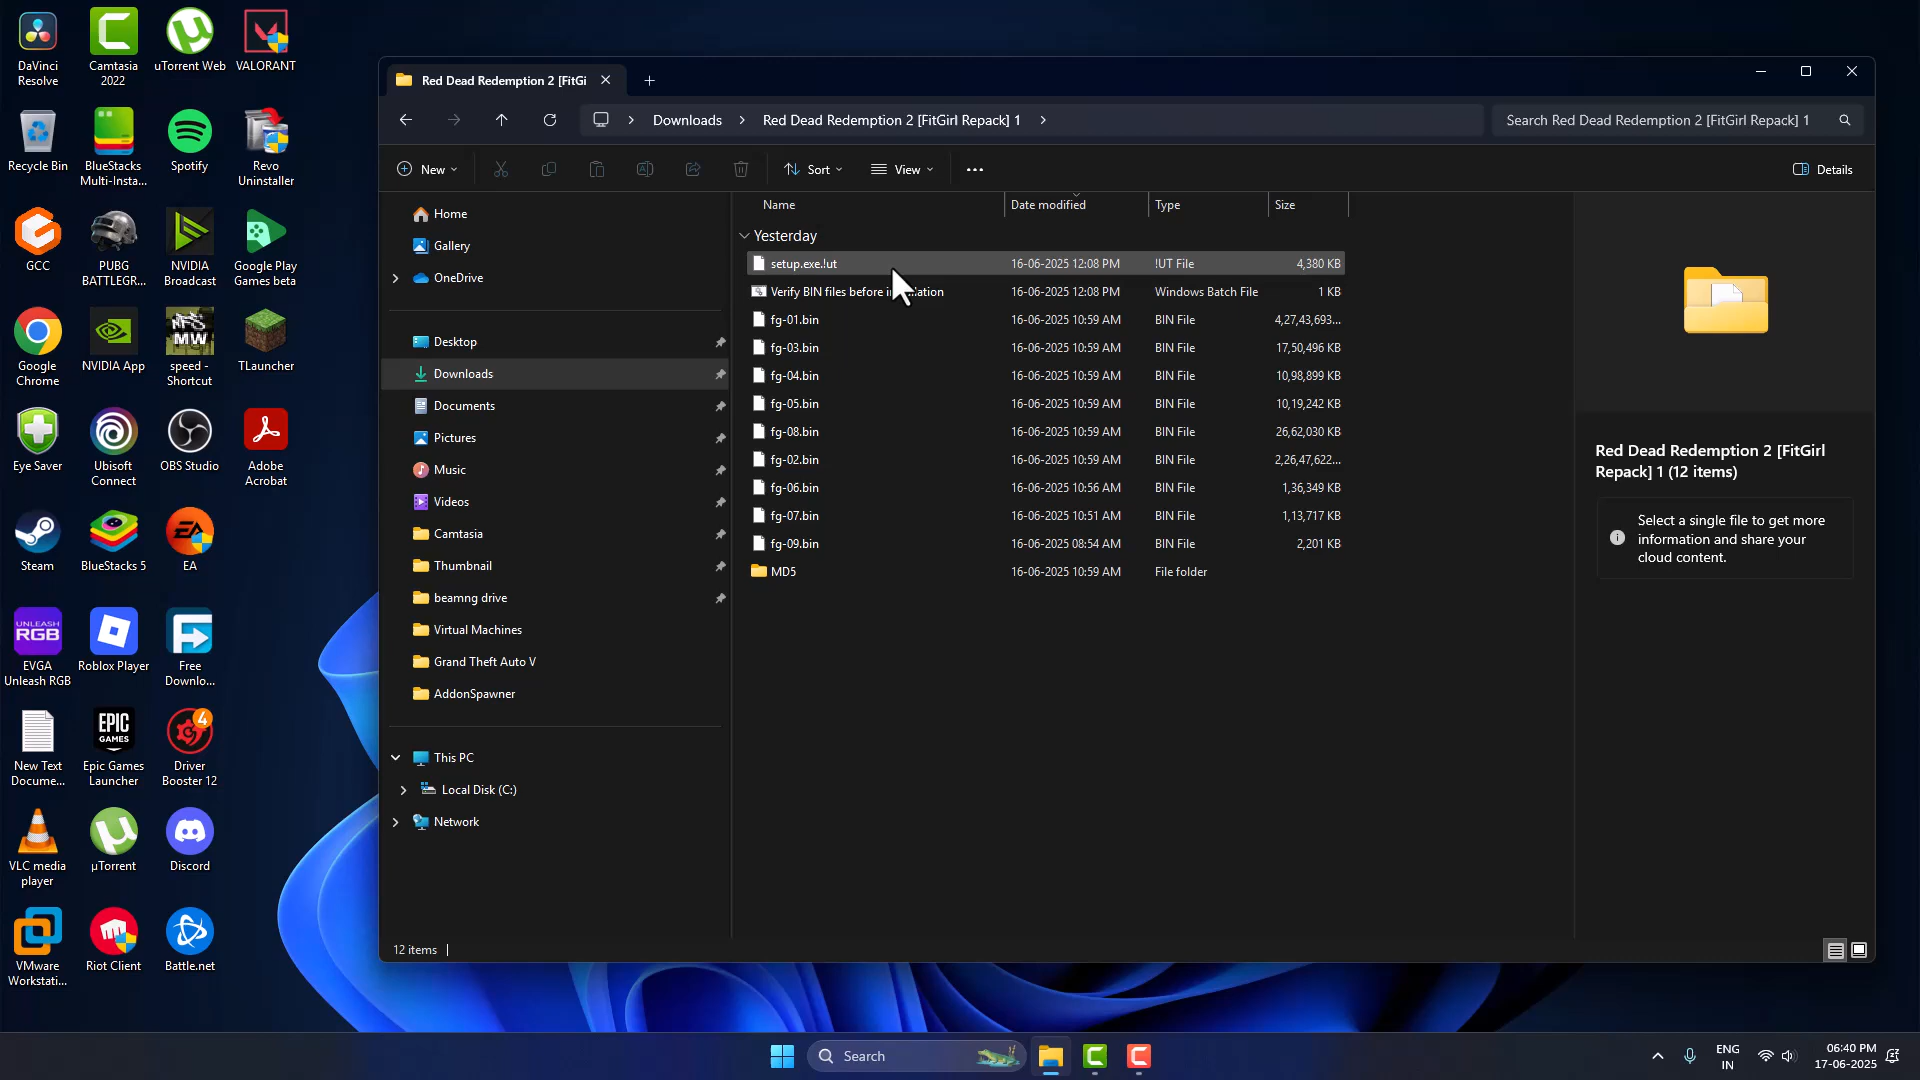 DaVinci
Resolve
Camtasia
2022
uTorrent Web
VALORANT
Recycle Bin
BlueStacks
Multi-Insta...
Spotify
Revo
Uninstaller
GCC
PUBG
BATTLEGR...
NVIDIA
Broadcast
Google Play
Games beta
Google
Chrome
NVIDIA App
NFS
MW
speed -
Shortcut
TLauncher
Eye Saver
Ubisoft
Connect
OBS Studio
Adobe
Acrobat
Steam
BlueStacks 5
EA
EA
UNLEASH
RGB
EVGA
Unleash RGB
Roblox Player
Free
Downlo...
New Text
Docume...
EPIC
GAMES
Epic Games
Launcher
4
Driver
Booster 12
VLC media
player
µTorrent
Discord
VMware
Workstati...
Riot Client
Battle.net
Red Dead Redemption 2 [FitGi
Downloads
Red Dead Redemption 2 [FitGirl Repack] 1
Search Red Dead Redemption 2 [FitGirl Repack] 1
New
Sort
View
Details
Home
Gallery
OneDrive
Desktop
Downloads
Documents
Pictures
Music
Videos
Camtasia
Thumbnail
beamng drive
Virtual Machines
Grand Theft Auto V
AddonSpawner
This PC
Local Disk (C:)
Network
Name Date modified Type Size
Yesterday
setup.exe.!ut 16-06-2025 12:08 PM !UT File 4,380 KB
Verify BIN files before in ation 16-06-2025 12:08 PM Windows Batch File 1 KB
fg-01.bin 16-06-2025 10:59 AM BIN File 4,27,43,693...
fg-03.bin 16-06-2025 10:59 AM BIN File 17,50,496 KB
fg-04.bin 16-06-2025 10:59 AM BIN File 10,98,899 KB
fg-05.bin 16-06-2025 10:59 AM BIN File 10,19,242 KB
fg-08.bin 16-06-2025 10:59 AM BIN File 26,62,030 KB
fg-02.bin 16-06-2025 10:59 AM BIN File 2,26,47,622...
fg-06.bin 16-06-2025 10:56 AM BIN File 1,36,349 KB
fg-07.bin 16-06-2025 10:51 AM BIN File 1,13,717 KB
fg-09.bin 16-06-2025 08:54 AM BIN File 2,201 KB
MD5 16-06-2025 10:59 AM File folder
Red Dead Redemption 2 [FitGirl
Repack] 1 (12 items)
Select a single file to get more
information and share your
cloud content.
12 items
Search
ENG
IN
06:40 PM
17-06-2025